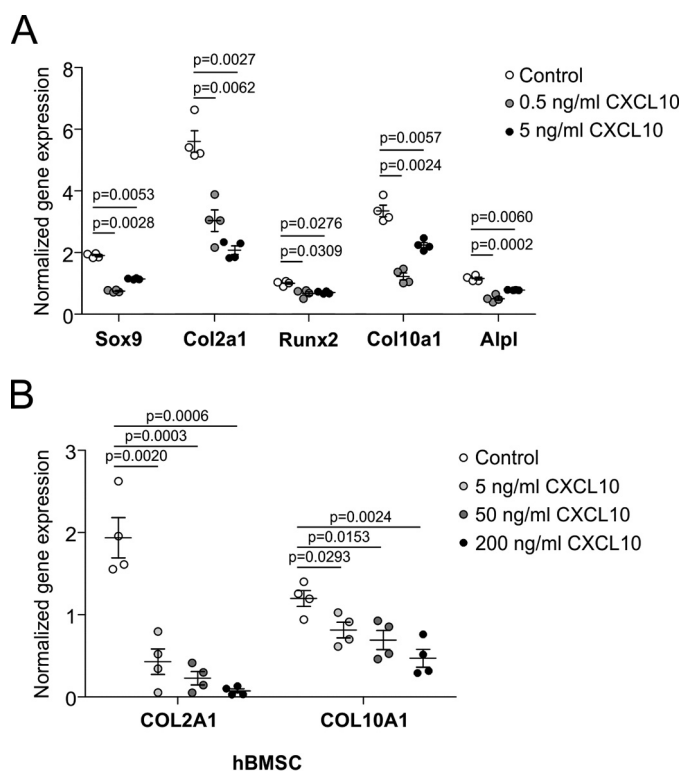 A
Normalized gene expression
8
6
4
2
0
p=0.0053
p=0.0028
p=0.0027
p=0.0062
p=0.0276
p=0.0309
p=0.0057
p=0.0024
p=0.0060
p=0.0002
Sox9 Col2a1 Runx2 Col10a1 Alpl
Control
0.5 ng/ml CXCL10
5 ng/ml CXCL10
B
Normalized gene expression
3
2
1
0
p=0.0006
p=0.0003
p=0.0020
p=0.0024
p=0.0153
p=0.0293
COL2A1 COL10A1
hBMSC
Control
5 ng/ml CXCL10
50 ng/ml CXCL10
200 ng/ml CXCL10